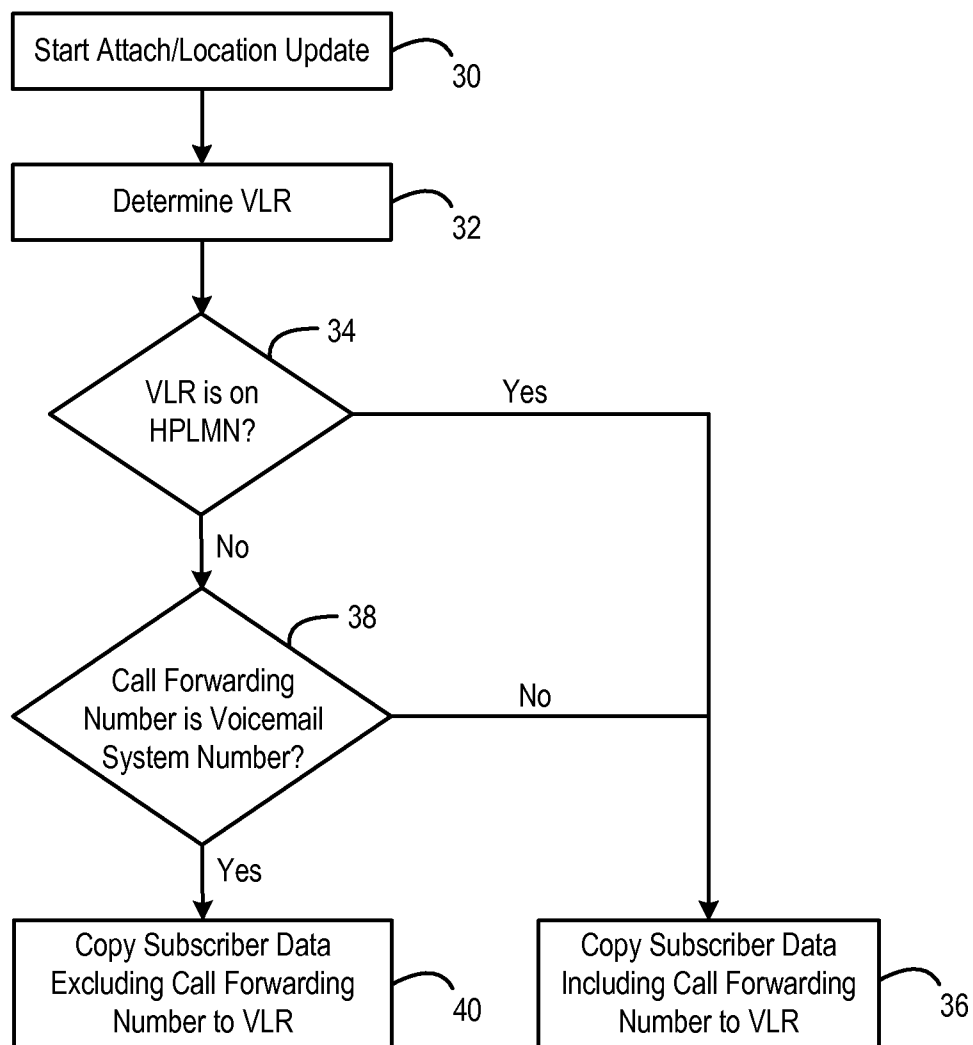 Start Attach/Location Update
30
Determine VLR
32
34
VLR is on
HPLMN?
Yes
No
38
Call Forwarding
Number is Voicemail
System Number?
No
Yes
Copy Subscriber Data
Excluding Call Forwarding
Number to VLR
40
Copy Subscriber Data
Including Call Forwarding
Number to VLR
36